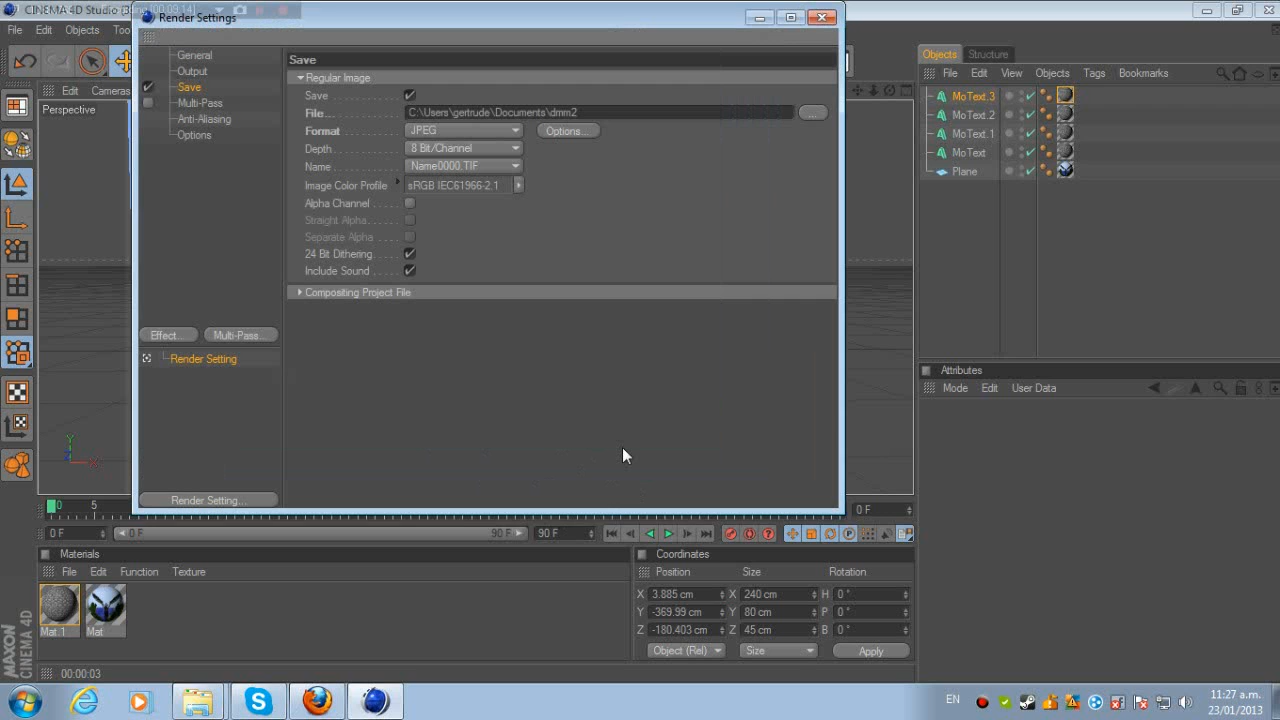 CINEMA 4D Studio
[00:09.14]
Render Settings
File Edit Objects
General
Output
Save
Multi-Pass
Anti-Aliasing
Options
Save
Regular Image
Save
File...
C:\Users\gertrude\Documents\dmm2
...
Format
JPEG
Options...
Depth
8 Bit/Channel
Name
Name0000.TIF
Image Color Profile
sRGB IEC61966-2.1
Alpha Channel
Straight Alpha
Separate Alpha
24 Bit Dithering
Include Sound
Compositing Project File
Effect...
Multi-Pass...
Render Setting
Render Setting...
Edit Cameras
Perspective
Y
Z X
Objects Structure
File Edit View Objects Tags Bookmarks
MoText.3
MoText.2
MoText.1
MoText
Plane
Attributes
Mode Edit User Data
0 5
0 F
0 F
0 F
90 F
90 F
Materials
File Edit Function Texture
Mat.1
Mat
Coordinates
Position Size Rotation
X 3.885 cm X 240 cm H 0 °
Y -369.99 cm Y 80 cm P 0 °
Z -180.403 cm Z 45 cm B 0 °
Object (Rel) Size Apply
MAXON
CINEMA 4D
00:00:03
EN
11:27 a.m.
23/01/2013